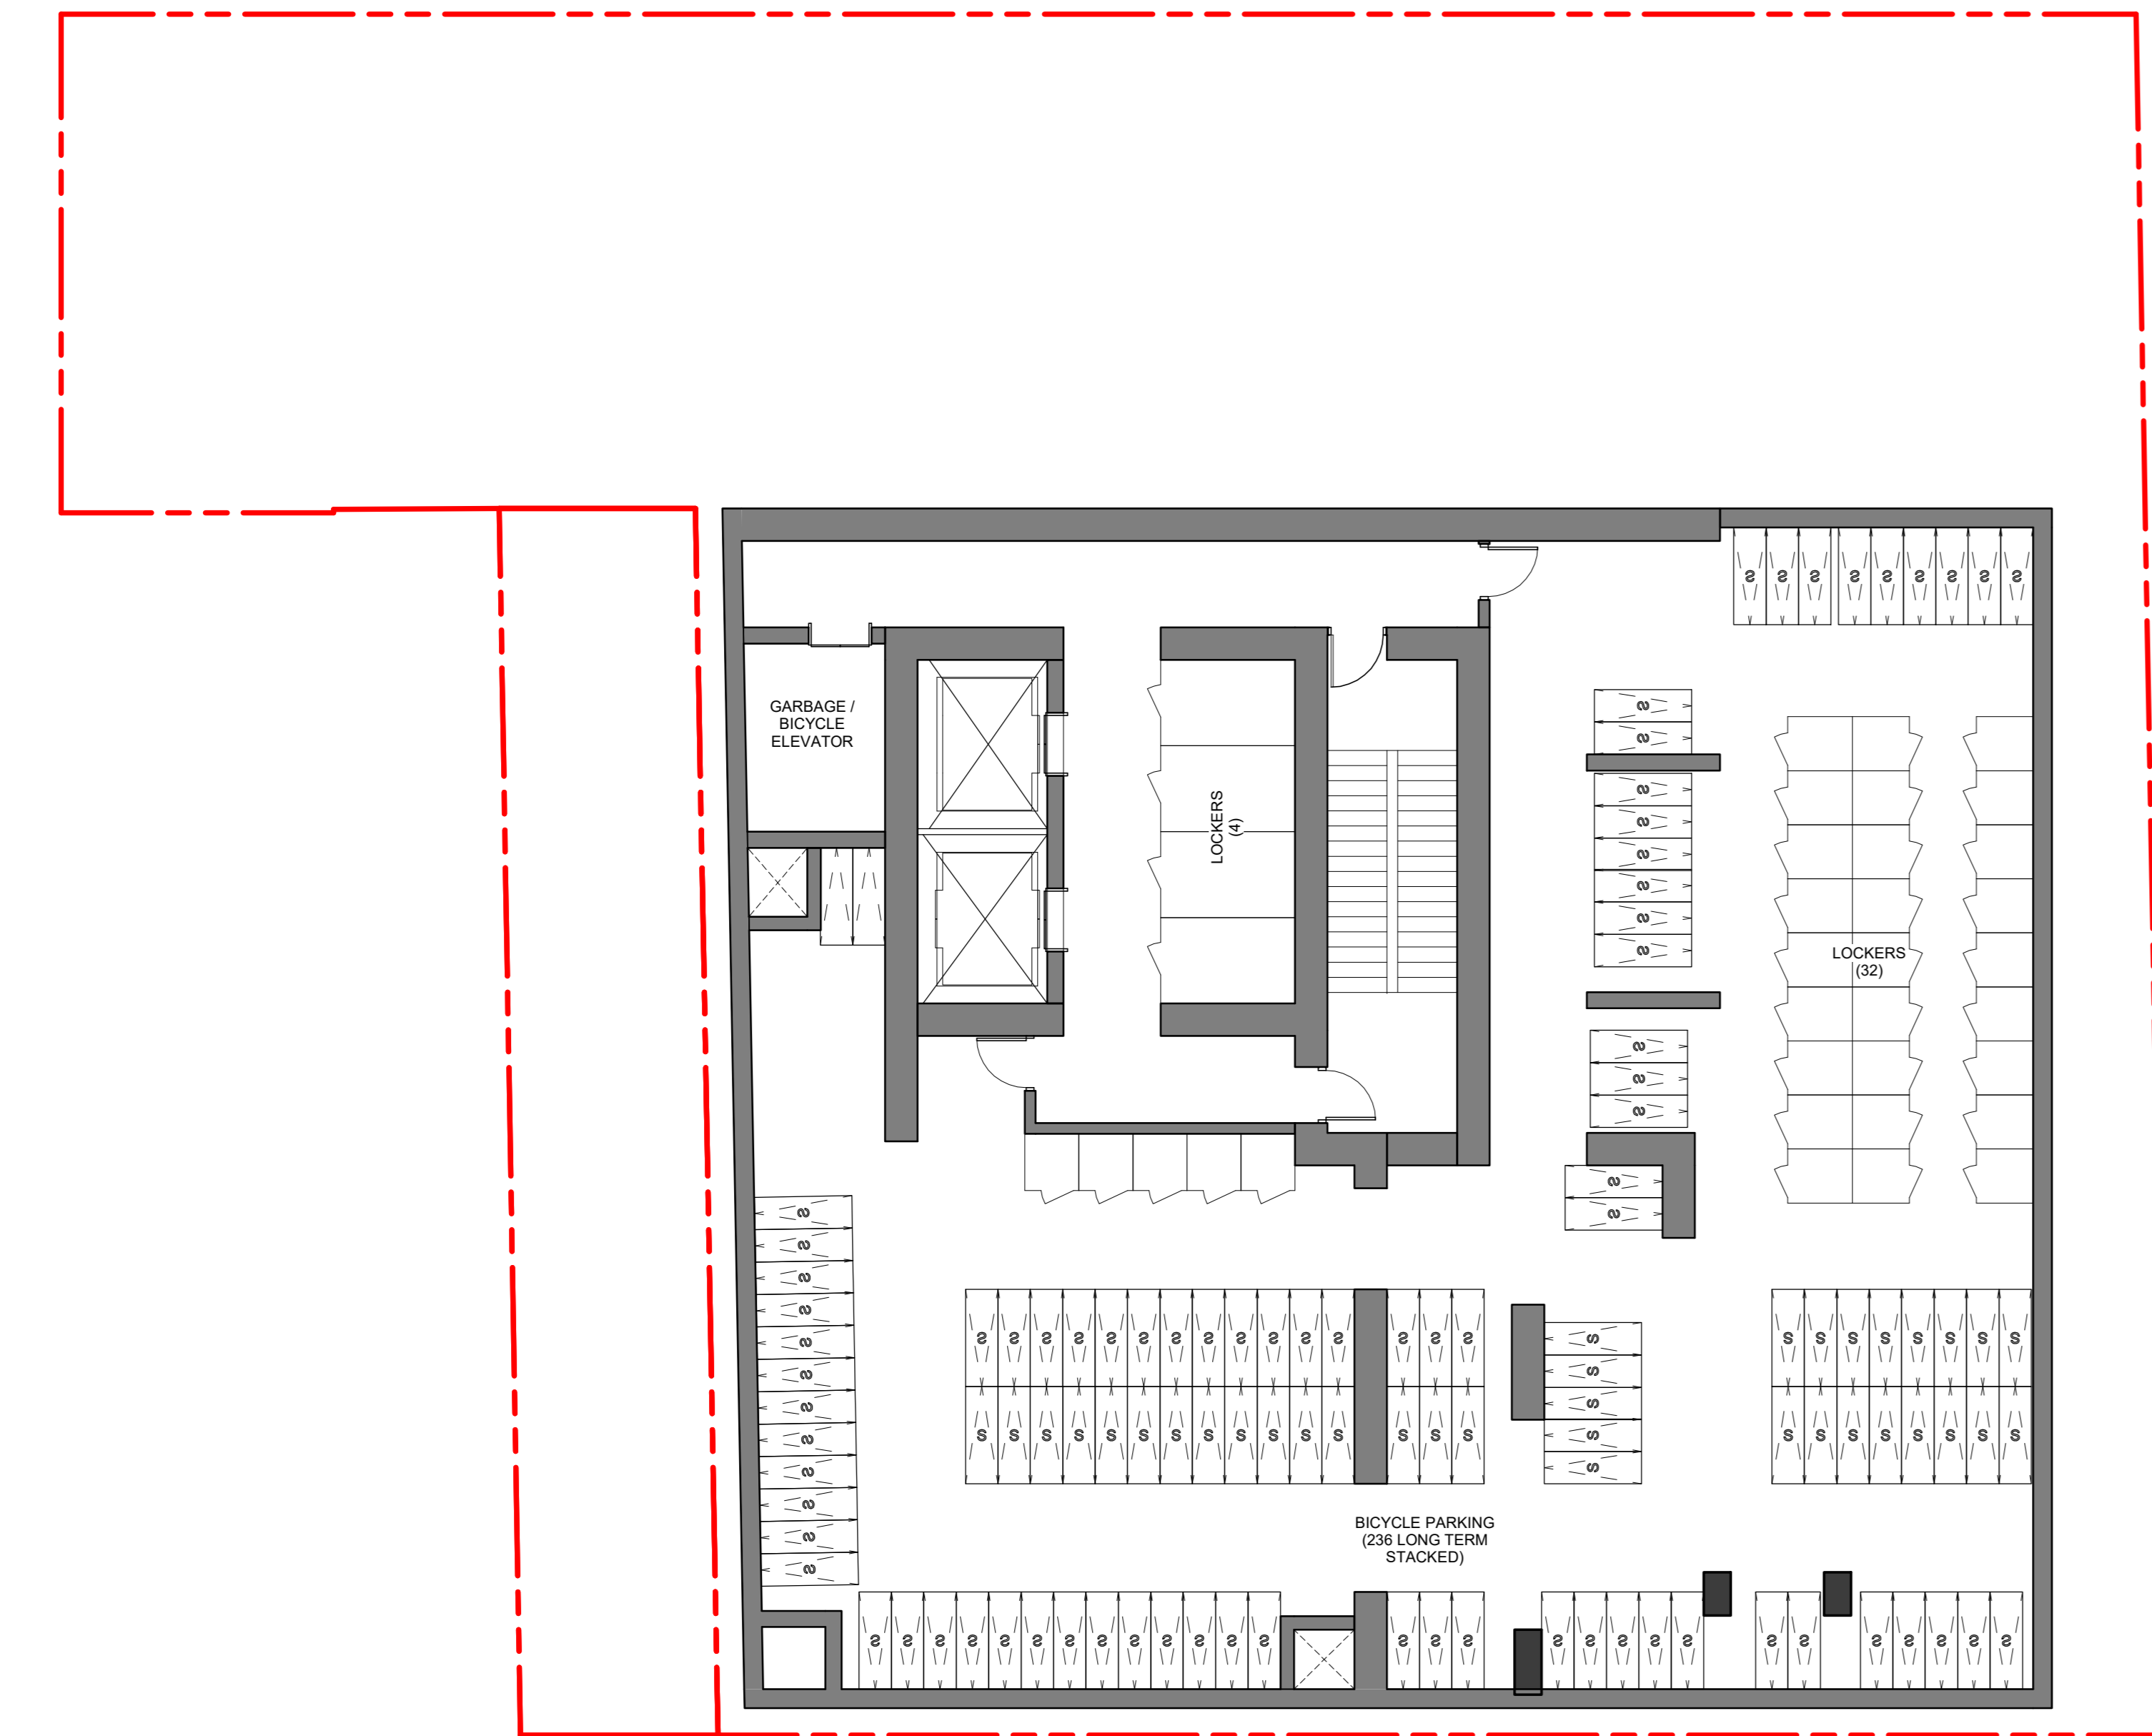 GARBAGE /
BICYCLE
ELEVATOR
LOCKERS
(4)
LOCKERS
(32)
BICYCLE PARKING
(236 LONG TERM
STACKED)